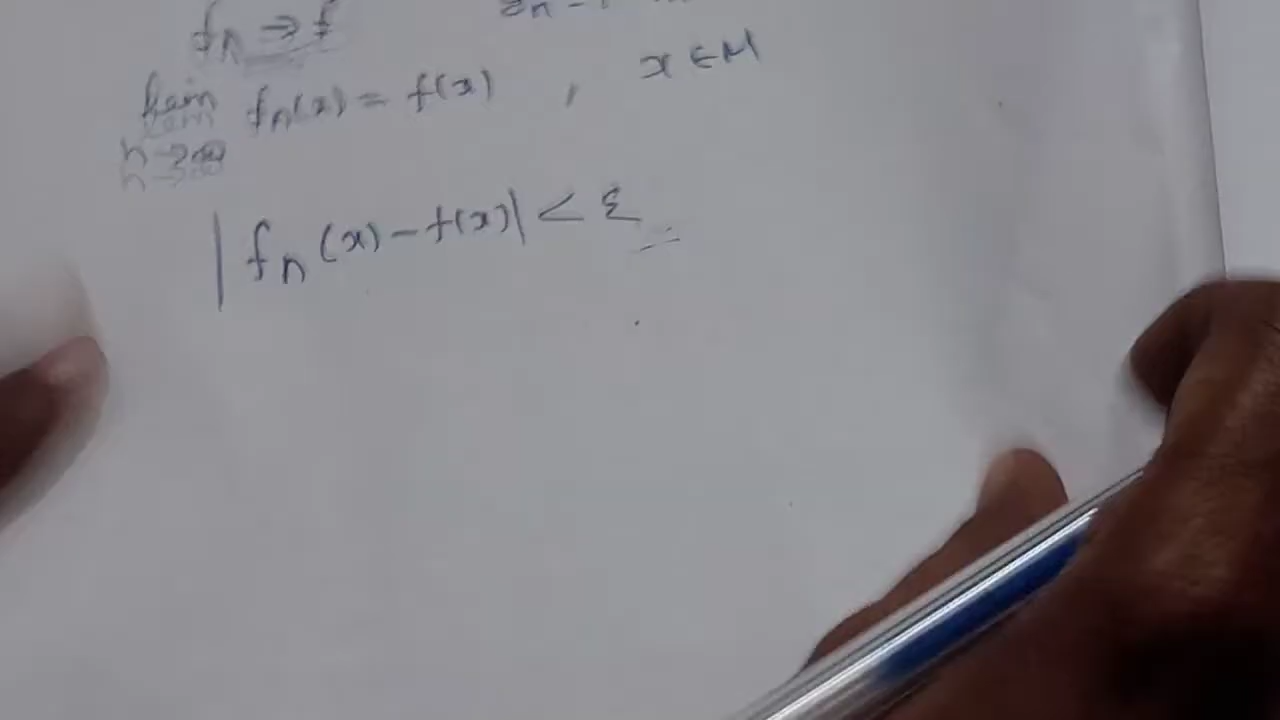 fn → f
lim n→∞ fn(x) = f(x) , x ∈ M
|fn(x) - f(x)| < ε